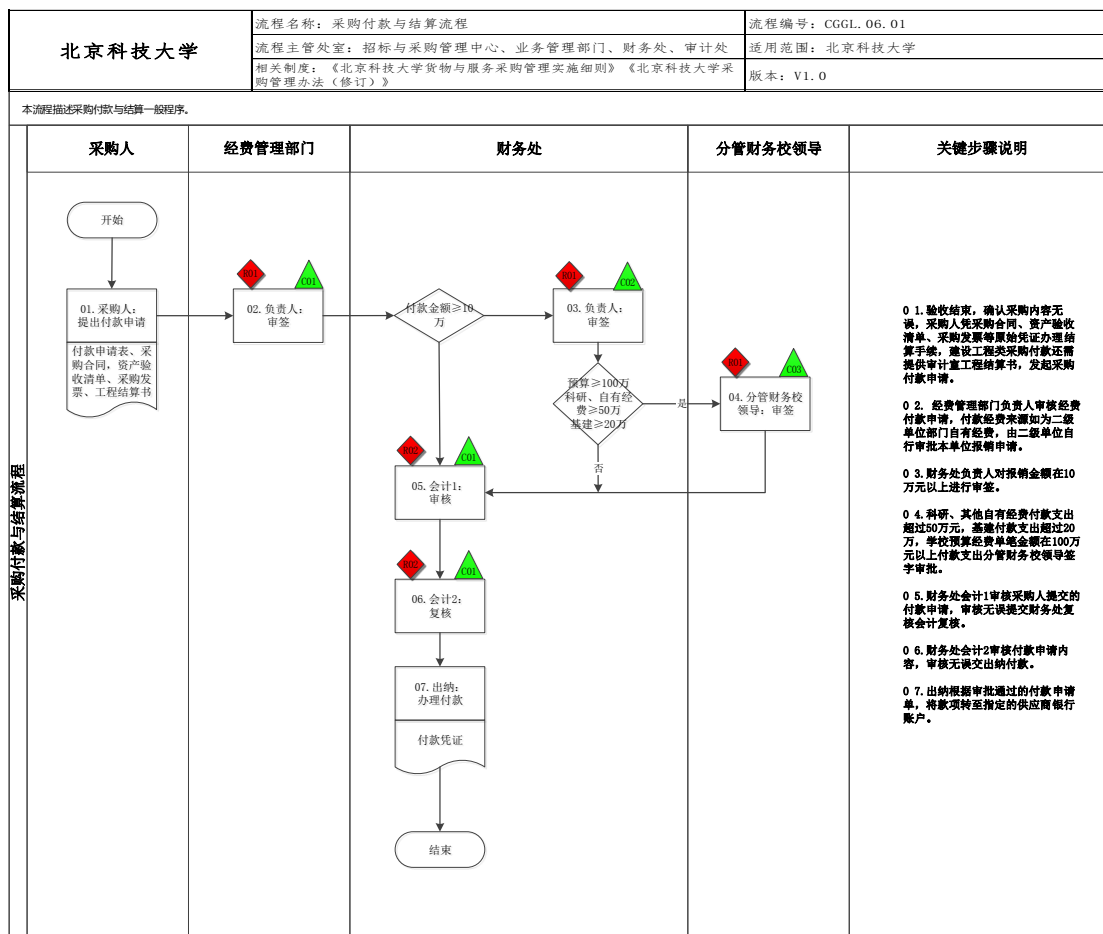 北京科技大学
流程名称：采购付款与结算流程
流程编号：CGGL.06.01
流程主管处室：招标与采购管理中心、业务管理部门、财务处、审计处
适用范围：北京科技大学
相关制度：《北京科技大学货物与服务采购管理实施细则》《北京科技大学采
购管理办法（修订）》
版本：V1.0
本流程描述采购付款与结算一般程序。
采购人
经费管理部门
财务处
分管财务校领导
关键步骤说明
采购付款与结算流程
开始
01.采购人：
提出付款申请
付款申请表、采
购合同，资产验
收清单、采购发
票、工程结算书
R01
C01
02.负责人：
审签
付款金额≥10
万
R01
C02
03.负责人：
审签
预算≥100万
科研、自有经
费≥50万
基建≥20万
是
否
R01
C03
04.分管财务校
领导：审签
R02
C01
05.会计1：
审核
R02
C01
06.会计2：
复核
07.出纳：
办理付款
付款凭证
结束
0 1.验收结束，确认采购内容无
误，采购人凭采购合同、资产验收
清单、采购发票等原始凭证办理结
算手续，建设工程类采购付款还需
提供审计室工程结算书，发起采购
付款申请。
0 2. 经费管理部门负责人审核经费
付款申请，付款经费来源如为二级
单位部门自有经费，由二级单位自
行审批本单位报销申请。
0 3.财务处负责人对报销金额在10
万元以上进行审签。
0 4.科研、其他自有经费付款支出
超过50万元，基建付款支出超过20
万，学校预算经费单笔金额在100万
元以上付款支出分管财务校领导签
字审批。
0 5.财务处会计1审核采购人提交的
付款申请，审核无误提交财务处复
核会计复核。
0 6.财务处会计2审核付款申请内
容，审核无误交出纳付款。
0 7.出纳根据审批通过的付款申请
单，将款项转至指定的供应商银行
账户。